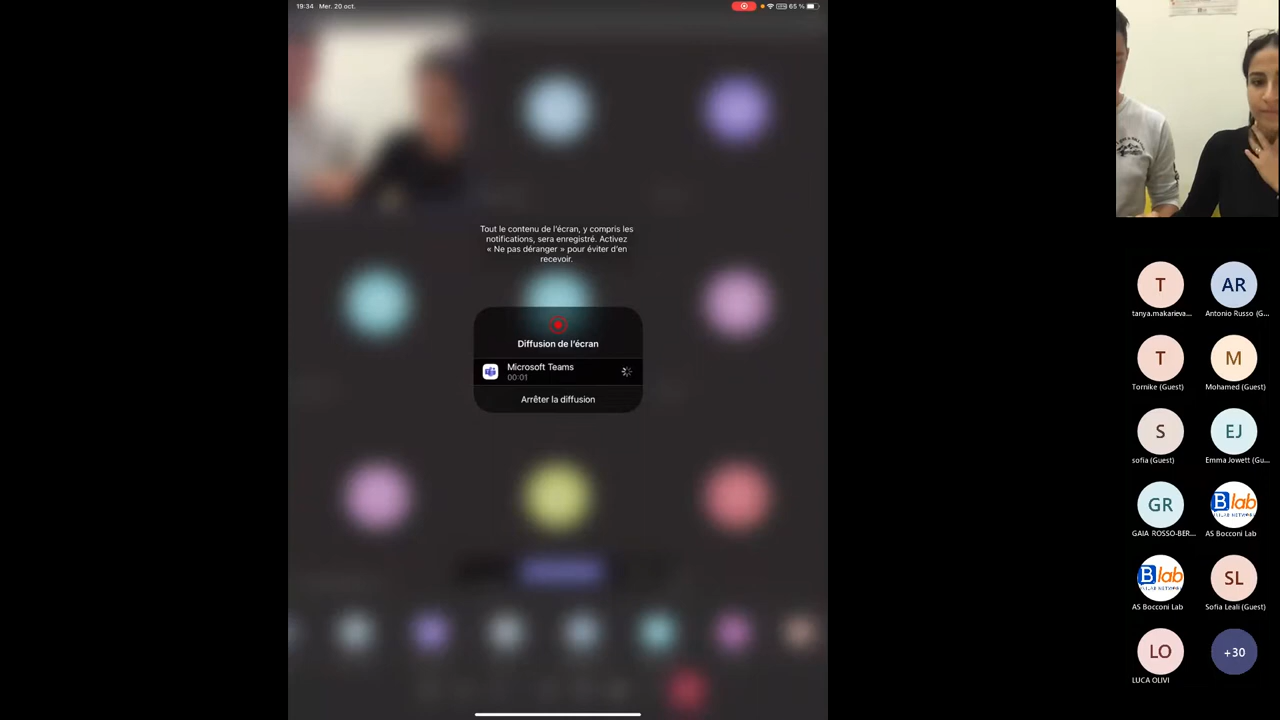 19:34 Mer. 20 oct.
65 %
Tout le contenu de l'écran, y compris les
notifications, sera enregistré. Activez
« Ne pas déranger » pour éviter d'en
recevoir.
Diffusion de l'écran
Microsoft Teams
00:01
Arrêter la diffusion
T
AR
tanya.makarieva...
Antonio Russo (G...
T
M
Tornike (Guest)
Mohamed (Guest)
S
EJ
sofia (Guest)
Emma Jowett (Gu...
GR
Blab
GAIA ROSSO-BER...
AS Bocconi Lab
Blab
SL
AS Bocconi Lab
Sofia Leali (Guest)
LO
+30
LUCA OLIVI